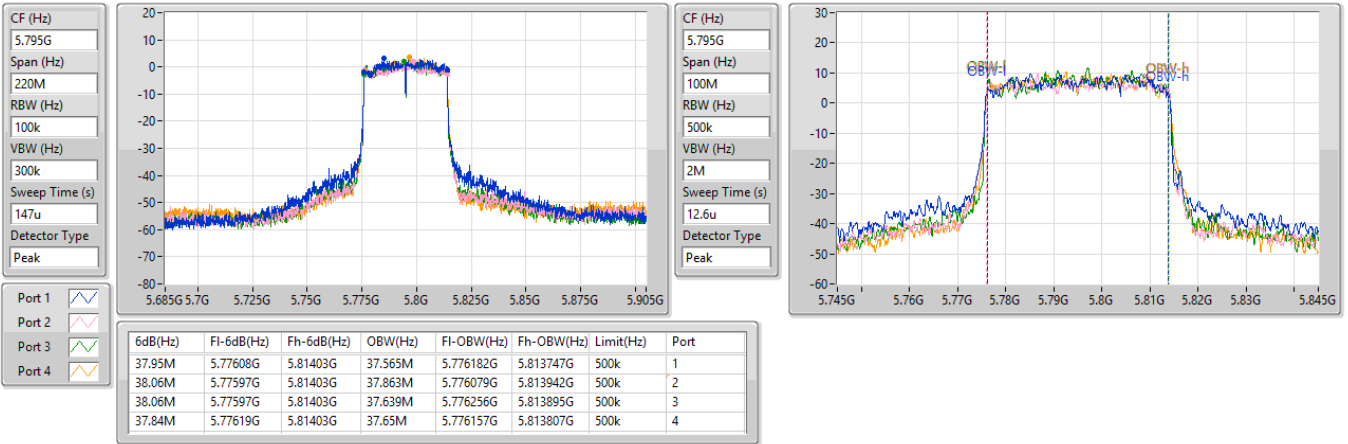 CF (Hz)
5.795G
Span (Hz)
220M
RBW (Hz)
100k
VBW (Hz)
300k
Sweep Time (s)
147u
Detector Type
Peak
20-
10-
0-
-10-
-20-
-30-
-40-
-50-
-60-
-70-
-80-
5.685G 5.7G 5.725G 5.75G 5.775G 5.8G 5.825G 5.85G 5.875G 5.905G
CF (Hz)
5.795G
Span (Hz)
100M
RBW (Hz)
500k
VBW (Hz)
2M
Sweep Time (s)
12.6u
Detector Type
Peak
30-
20-
10-
0-
-10-
-20-
-30-
-40-
-50-
-60-
OBW-l OBW-h
5.745G 5.76G 5.77G 5.78G 5.79G 5.8G 5.81G 5.82G 5.83G 5.845G
Port 1
Port 2
Port 3
Port 4
6dB(Hz) Fl-6dB(Hz) Fh-6dB(Hz) OBW(Hz) Fl-OBW(Hz) Fh-OBW(Hz) Limit(Hz) Port
37.95M 5.77608G 5.81403G 37.565M 5.776182G 5.813747G 500k 1
38.06M 5.77597G 5.81403G 37.863M 5.776079G 5.813942G 500k 2
38.06M 5.77597G 5.81403G 37.639M 5.776256G 5.813895G 500k 3
37.84M 5.77619G 5.81403G 37.65M 5.776157G 5.813807G 500k 4